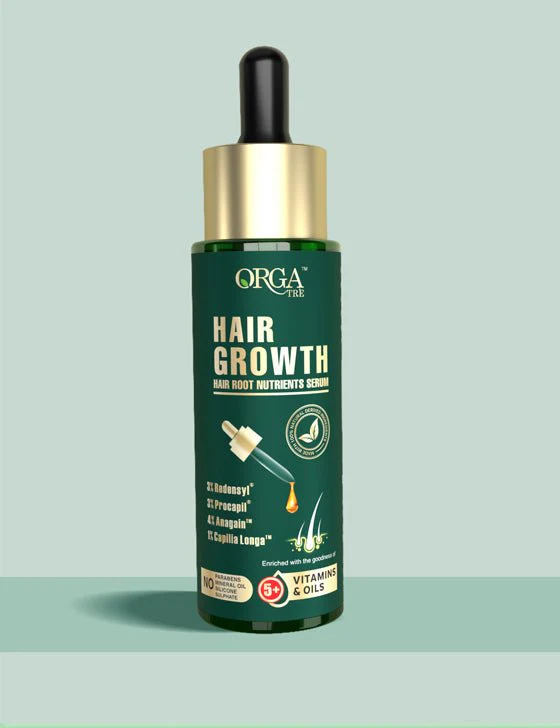 ORGA™
TRE
HAIR
GROWTH
HAIR ROOT NUTRIENTS SERUM
3% Redensyl®
3% Procapil®
4% Anagain™
1% Capilia Longa™
Enriched with the goodness of
NO
PARABENS
MINERAL OIL
SILICONE
SULPHATE
5+
VITAMINS
& OILS